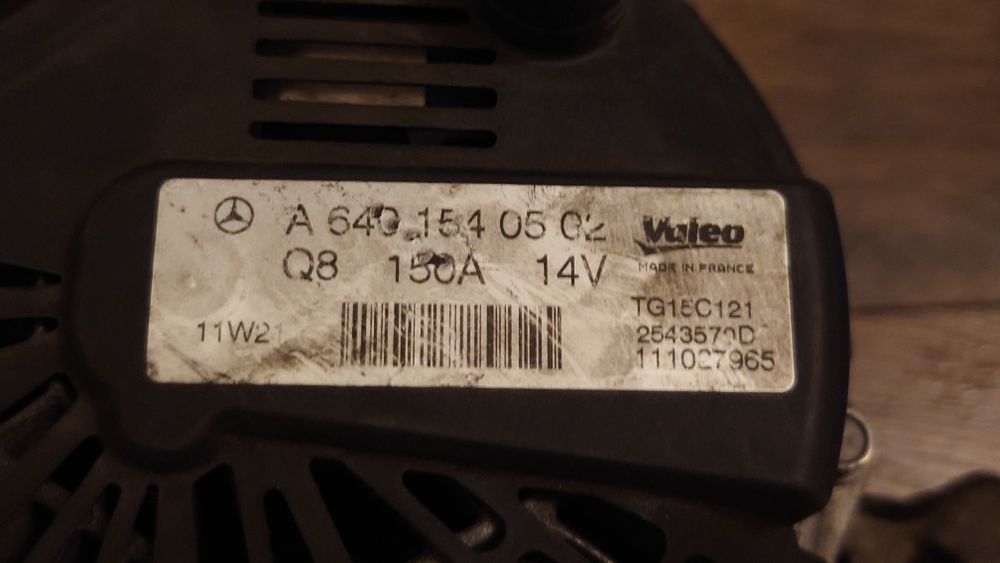 A 640 154 05 02
Valeo
Q8 150A 14V
MADE IN FRANCE
TG15C121
11W21
2543570D
111027965